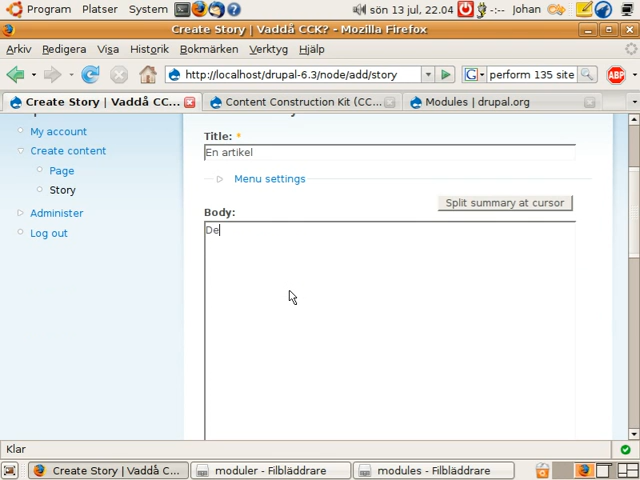 Program Platser System sön 13 jul, 22.04 -:-- Johan
Create Story | Vaddå CCK? - Mozilla Firefox
Arkiv Redigera Visa Historik Bokmärken Verktyg Hjälp
http://localhost/drupal-6.3/node/add/story G perform 135 site ABP
Create Story | Vaddå CC... Content Construction Kit (CC... Modules | drupal.org
My account
Create content
Page
Story
Administer
Log out
Title: *
En artikel
Menu settings
Split summary at cursor
Body:
De
Klar
Create Story | Vaddå C... moduler - Filbläddrare modules - Filbläddrare